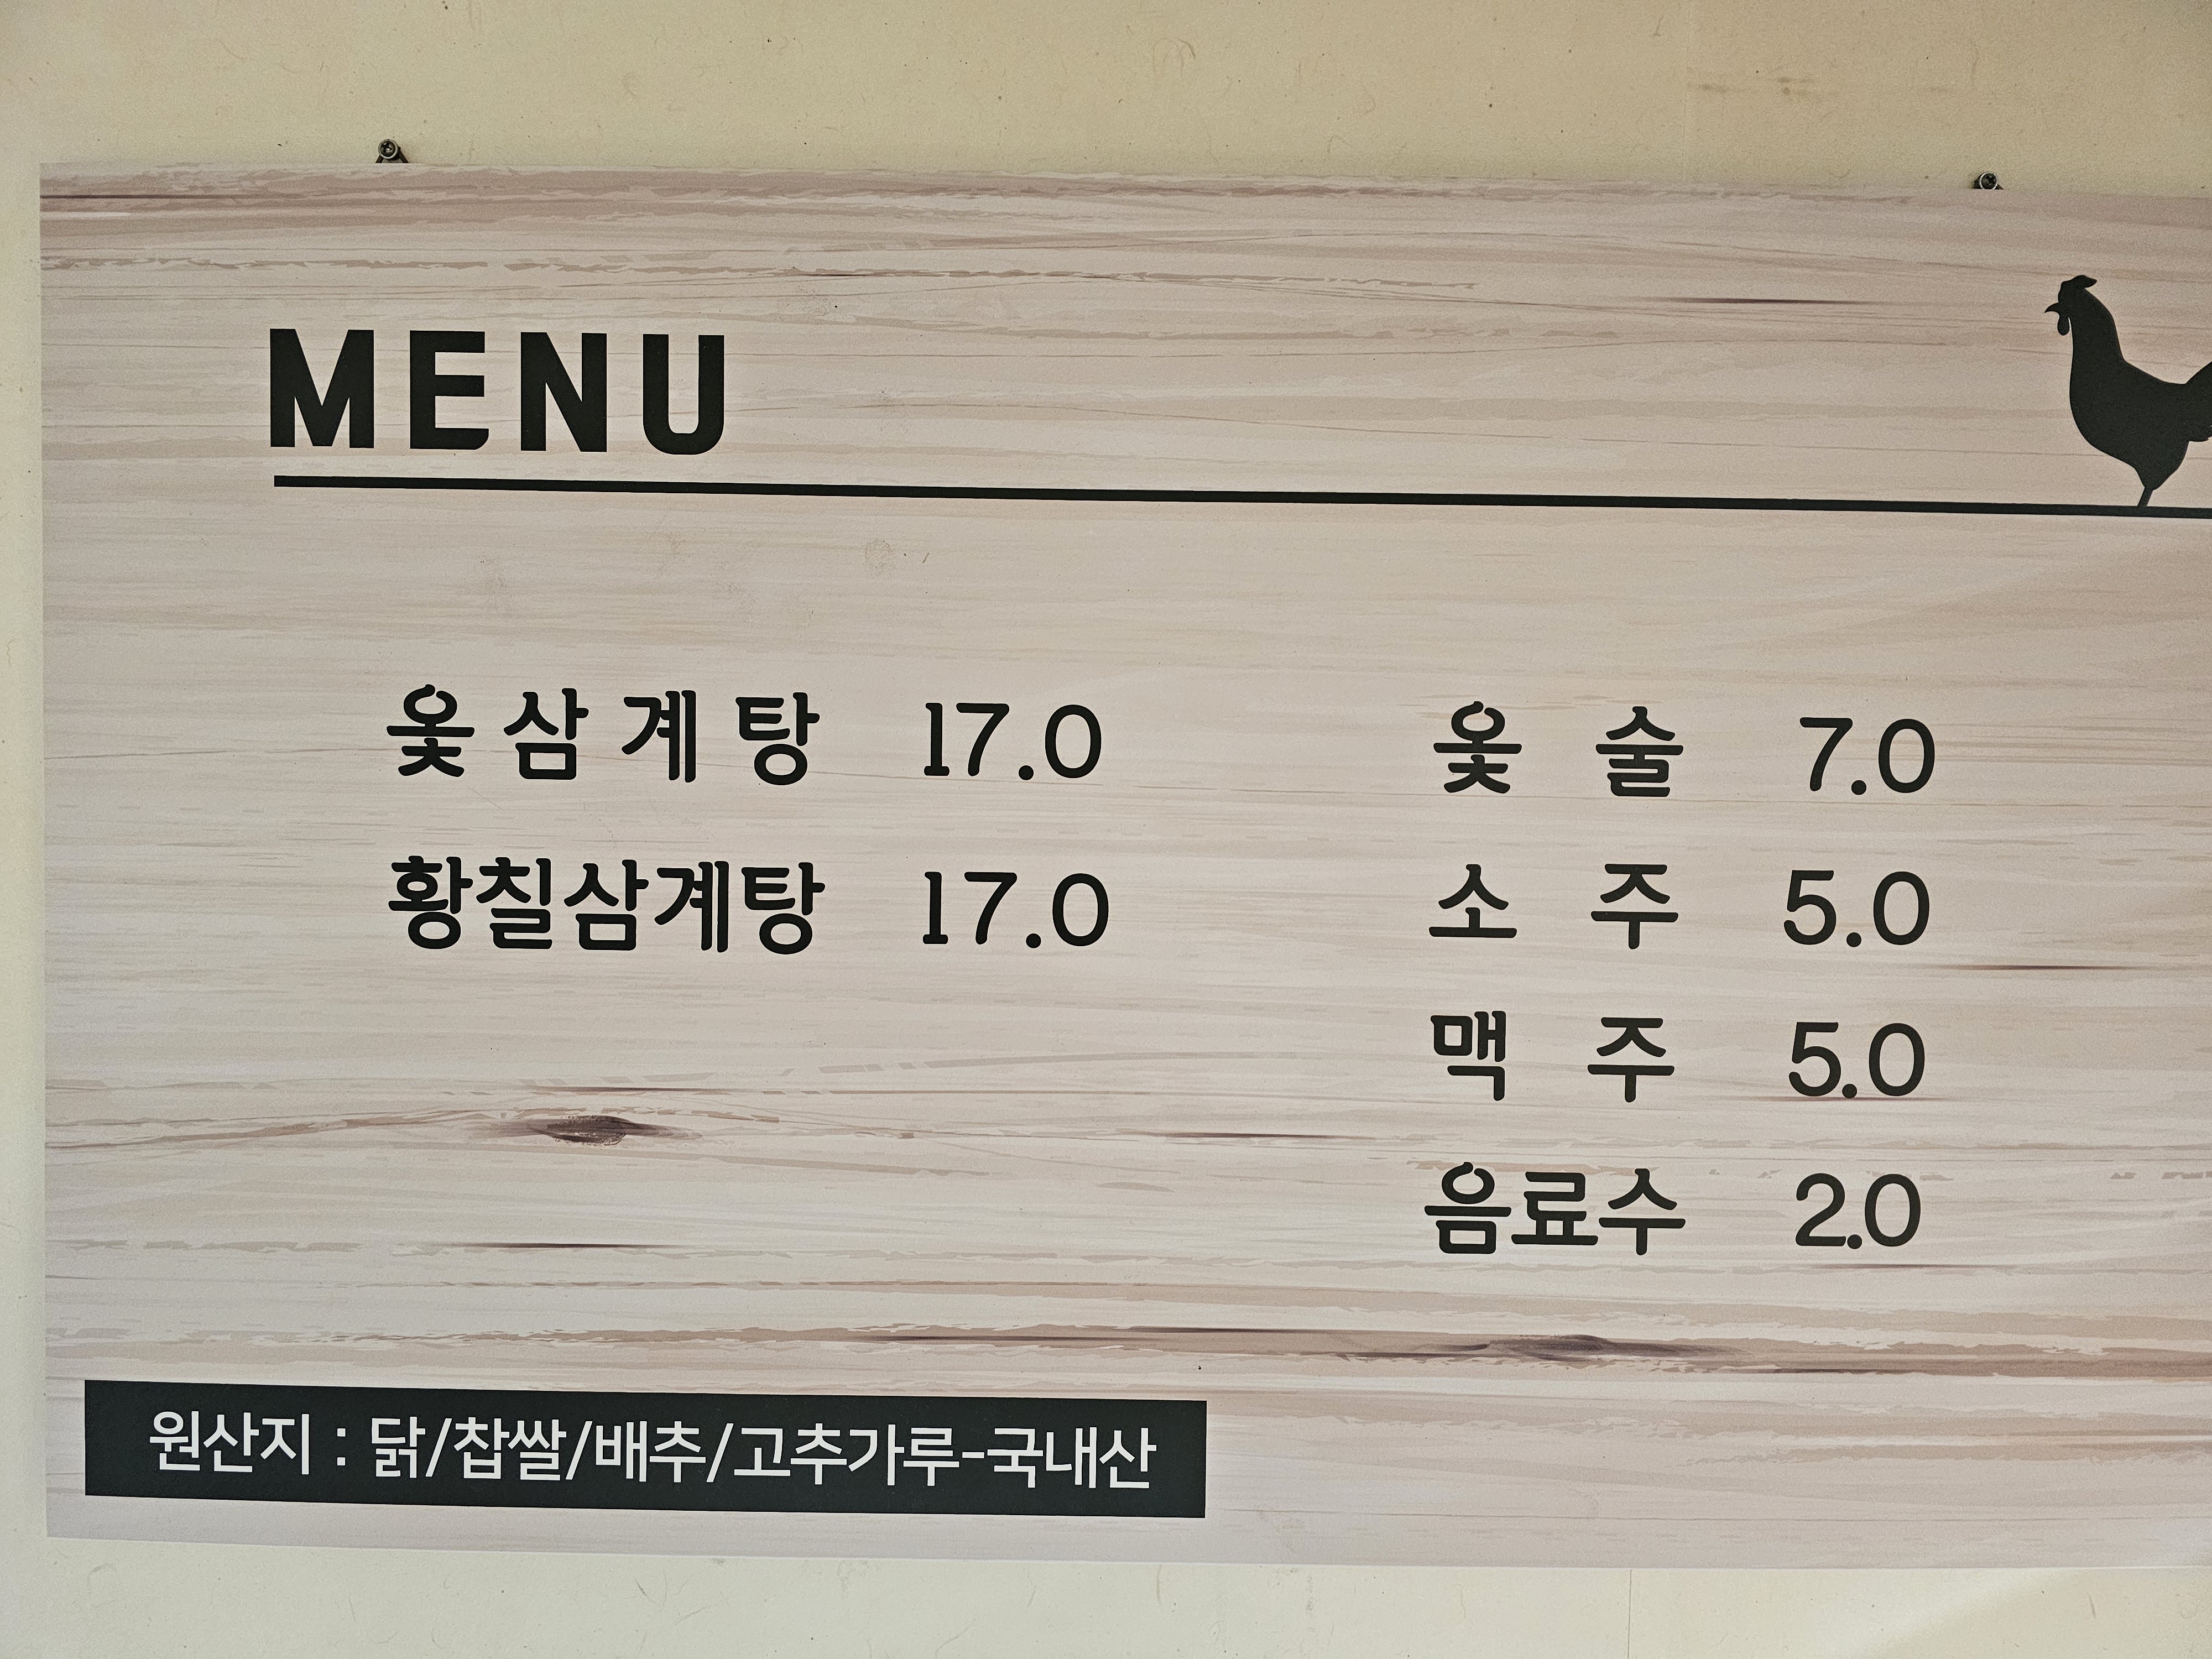 MENU
옻삼계탕 17.0
황칠삼계탕 17.0
옻 술 7.0
소 주 5.0
맥 주 5.0
음료수 2.0
원산지 : 닭/찹쌀/배추/고추가루-국내산